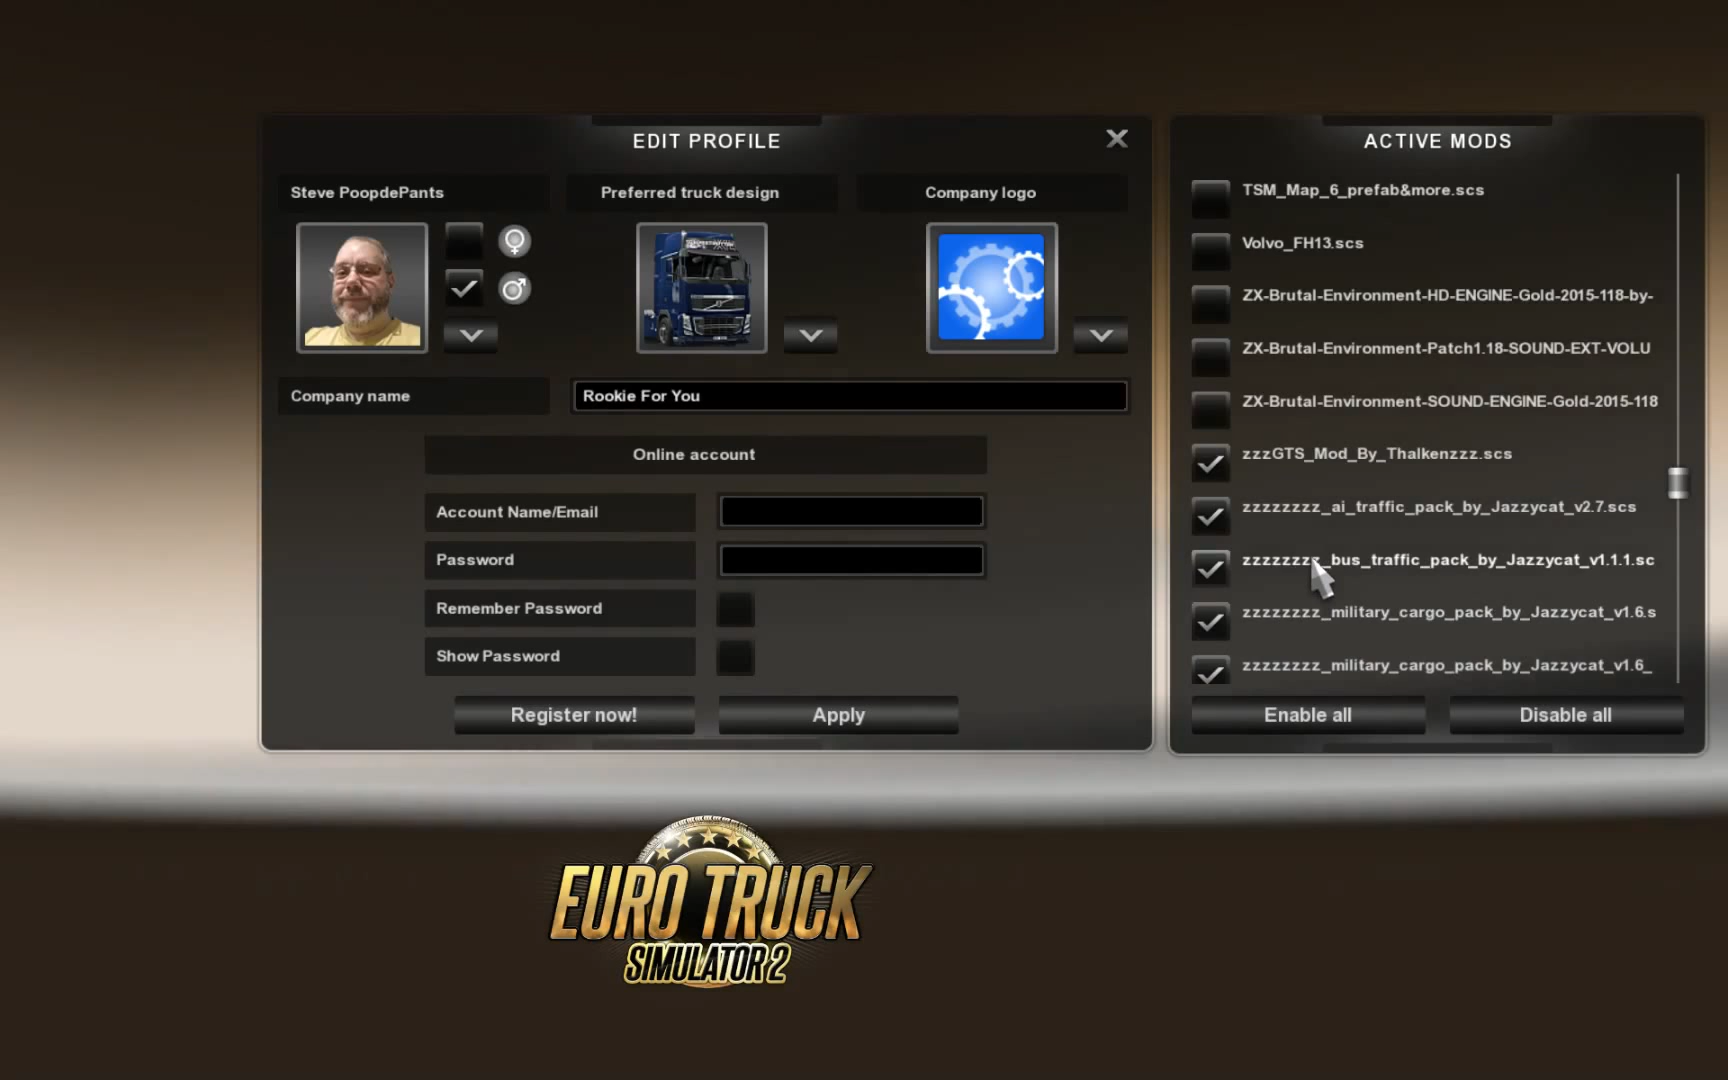 EDIT PROFILE
Steve PoopdePants
Preferred truck design
Company logo
Company name
Rookie For You
Online account
Account Name/Email
Password
Remember Password
Show Password
Register now!
Apply
ACTIVE MODS
TSM_Map_6_prefab&more.scs
Volvo_FH13.scs
ZX-Brutal-Environment-HD-ENGINE-Gold-2015-118-by-
ZX-Brutal-Environment-Patch1.18-SOUND-EXT-VOLU
ZX-Brutal-Environment-SOUND-ENGINE-Gold-2015-118
zzzGTS_Mod_By_Thalkenzzz.scs
zzzzzzzz_ai_traffic_pack_by_Jazzycat_v2.7.scs
zzzzzzzz_bus_traffic_pack_by_Jazzycat_v1.1.1.sc
zzzzzzzz_military_cargo_pack_by_Jazzycat_v1.6.s
zzzzzzzz_military_cargo_pack_by_Jazzycat_v1.6_
Enable all
Disable all
EURO TRUCK
SIMULATOR 2